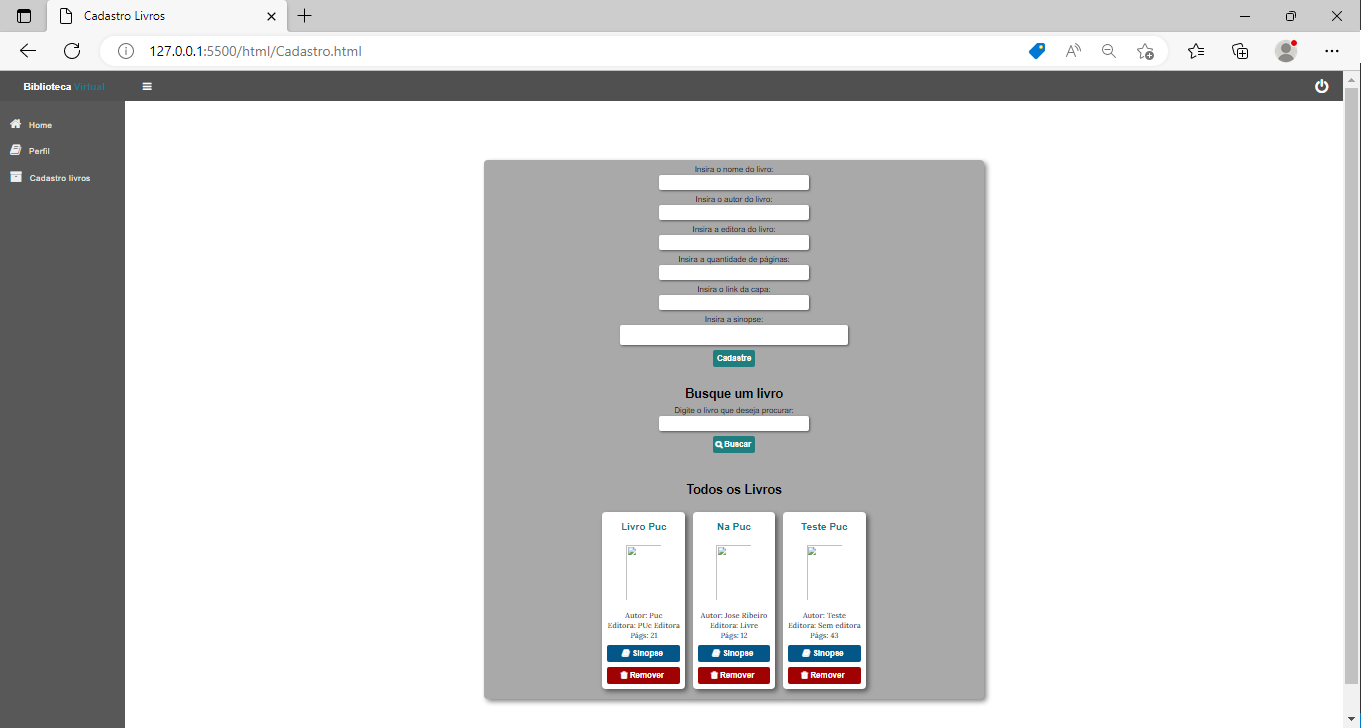 Cadastro Livros
127.0.0.1:5500/html/Cadastro.html
Biblioteca Virtual
Home
Perfil
Cadastro livros
Insira o nome do livro:
Insira o autor do livro:
Insira a editora do livro:
Insira a quantidade de páginas:
Insira o link da capa:
Insira a sinopse:
Cadastre
Busque um livro
Digite o livro que deseja procurar:
Buscar
Todos os Livros
Livro Puc
Autor: Puc
Editora: PUc Editora
Págs: 21
Sinopse
Remover
Na Puc
Autor: Jose Ribeiro
Editora: Livre
Págs: 12
Sinopse
Remover
Teste Puc
Autor: Teste
Editora: Sem editora
Págs: 43
Sinopse
Remover